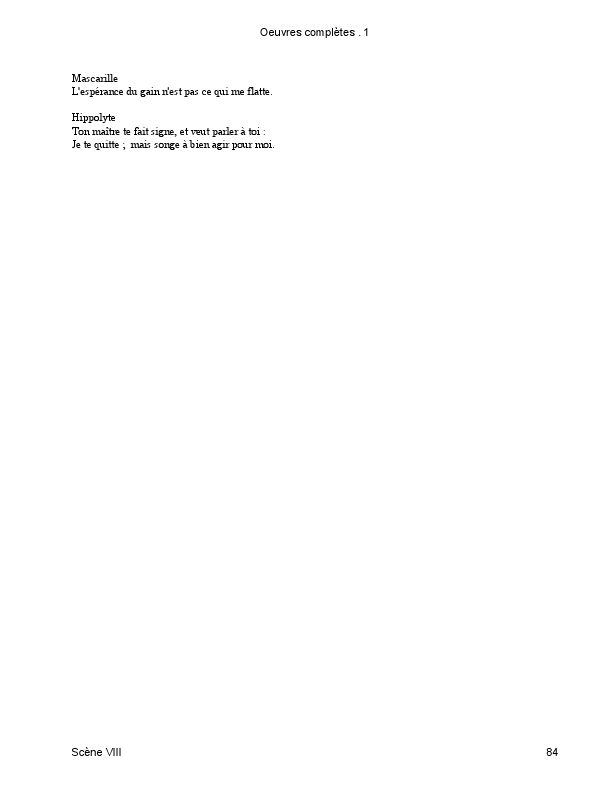 Oeuvres complètes . 1
Mascarille
L'espérance du gain n'est pas ce qui me flatte.
Hippolyte
Ton maître te fait signe, et veut parler à toi :
Je te quitte ; mais songe à bien agir pour moi.
Scène VIII 84